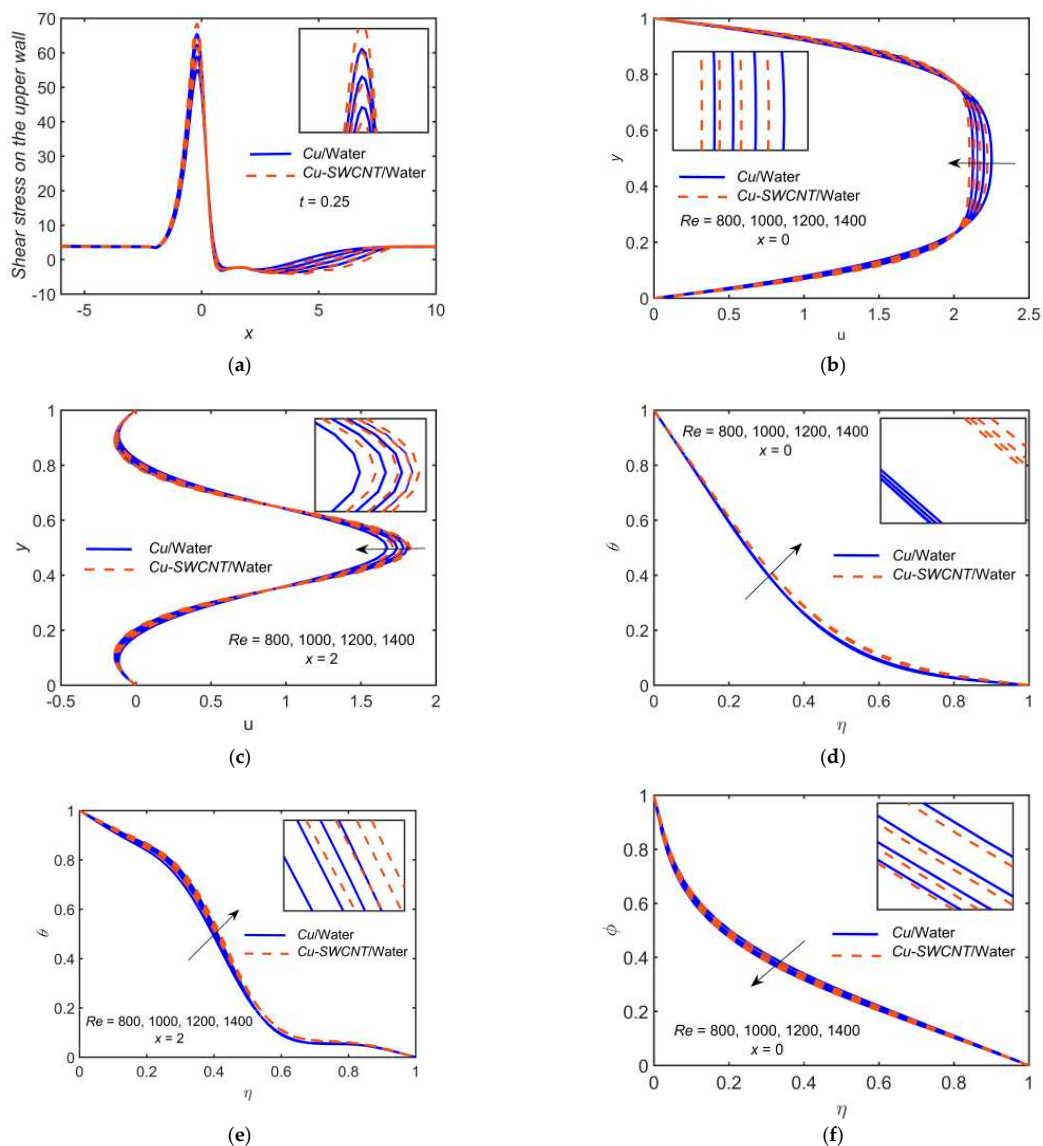 70
60
50
40
30
20
10
0
-10
Shear stress on the upper wall
Cu/Water
Cu-SWCNT/Water
t = 0.25
-5 0 5 10
x
(a)
1
0.8
0.6
0.4
0.2
0
y
Cu/Water
Cu-SWCNT/Water
Re = 800, 1000, 1200, 1400
x = 0
0 0.5 1 1.5 2 2.5
u
(b)
1
0.8
0.6
0.4
0.2
0
y
Cu/Water
Cu-SWCNT/Water
Re = 800, 1000, 1200, 1400
x = 2
-0.5 0 0.5 1 1.5 2
u
(c)
1
0.8
0.6
0.4
0.2
0
θ
Re = 800, 1000, 1200, 1400
x = 0
Cu/Water
Cu-SWCNT/Water
0 0.2 0.4 0.6 0.8 1
η
(d)
1
0.8
0.6
0.4
0.2
0
θ
Cu/Water
Cu-SWCNT/Water
Re = 800, 1000, 1200, 1400
x = 2
0 0.2 0.4 0.6 0.8 1
η
(e)
1
0.8
0.6
0.4
0.2
0
ϕ
Cu/Water
Cu-SWCNT/Water
Re = 800, 1000, 1200, 1400
x = 0
0 0.2 0.4 0.6 0.8 1
η
(f)